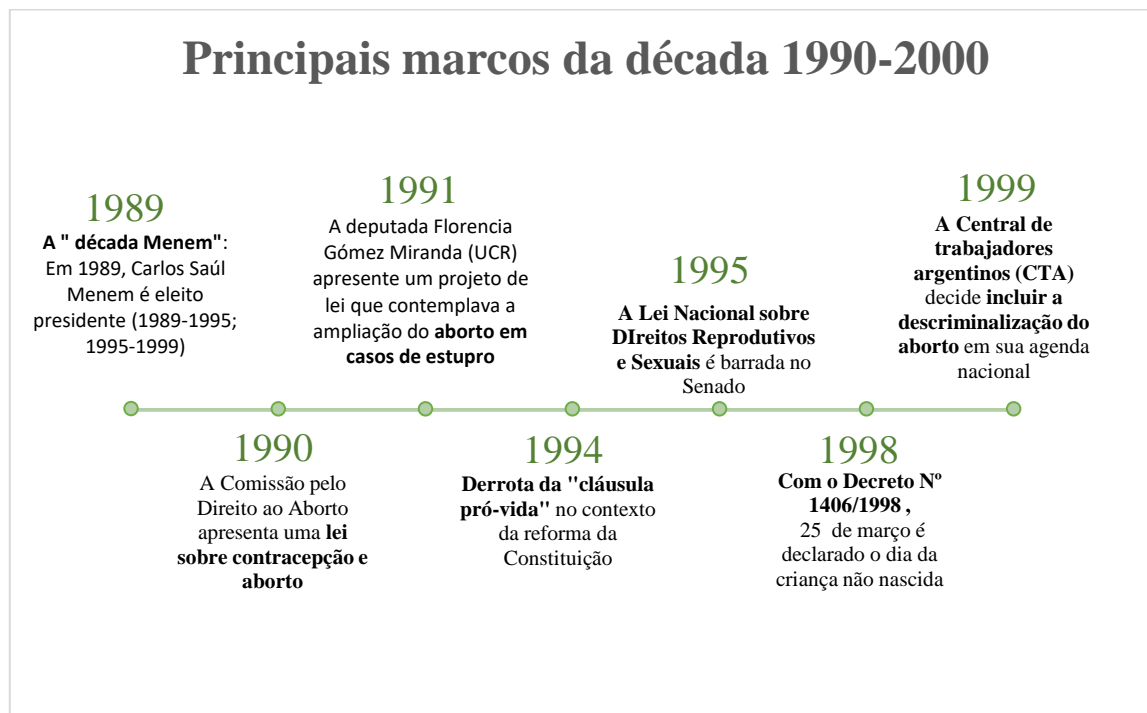 Principais marcos da década 1990-2000
1989
A " década Menem":
Em 1989, Carlos Saúl
Menem é eleito
presidente (1989-1995;
1995-1999)
1990
A Comissão pelo
Direito ao Aborto
apresenta uma lei
sobre contracepção e
aborto
1991
A deputada Florencia
Gómez Miranda (UCR)
apresente um projeto de
lei que contemplava a
ampliação do aborto em
casos de estupro
1994
Derrota da "cláusula
pró-vida" no contexto
da reforma da
Constituição
1995
A Lei Nacional sobre
DIreitos Reprodutivos
e Sexuais é barrada no
Senado
1998
Com o Decreto Nº
1406/1998 ,
25 de março é
declarado o dia da
criança não nascida
1999
A Central de
trabajadores
argentinos (CTA)
decide incluir a
descriminalização do
aborto em sua agenda
nacional